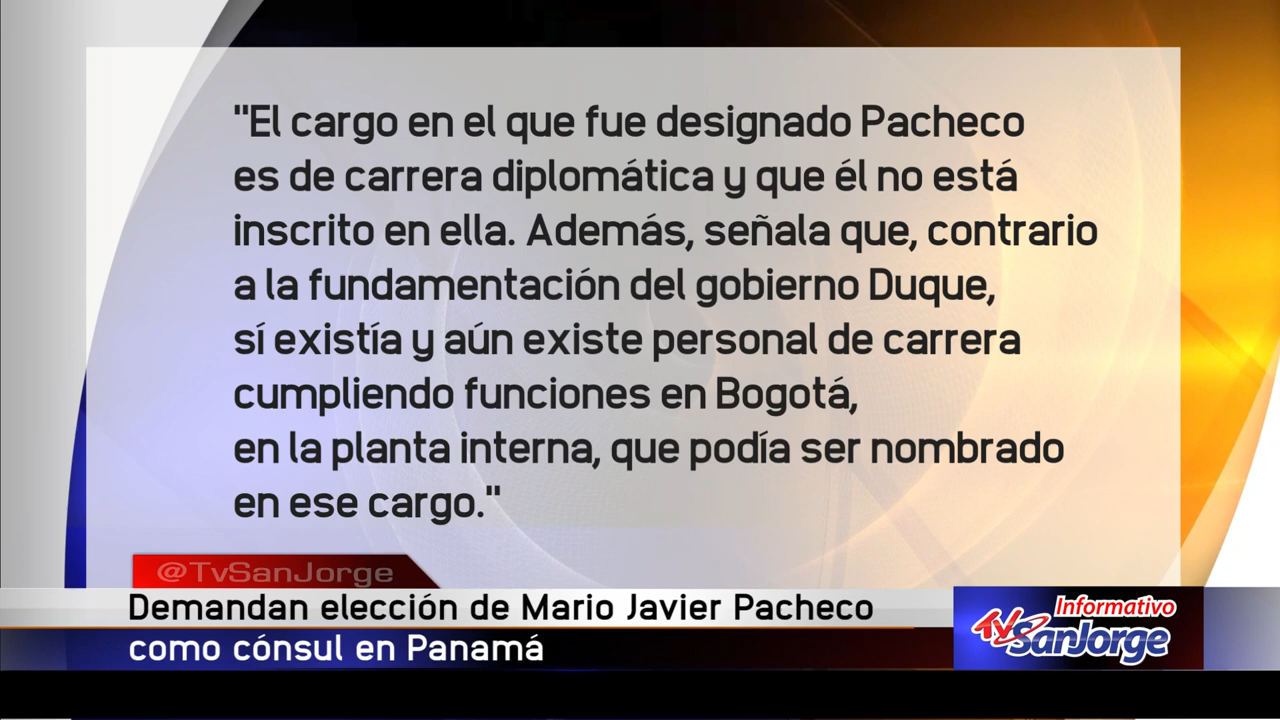 "El cargo en el que fue designado Pacheco
es de carrera diplomática y que él no está
inscrito en ella. Además, señala que, contrario
a la fundamentación del gobierno Duque,
sí existía y aún existe personal de carrera
cumpliendo funciones en Bogotá,
en la planta interna, que podía ser nombrado
en ese cargo."
@TvSanJorge
Demandan elección de Mario Javier Pacheco
como cónsul en Panamá
Informativo
TV SanJorge